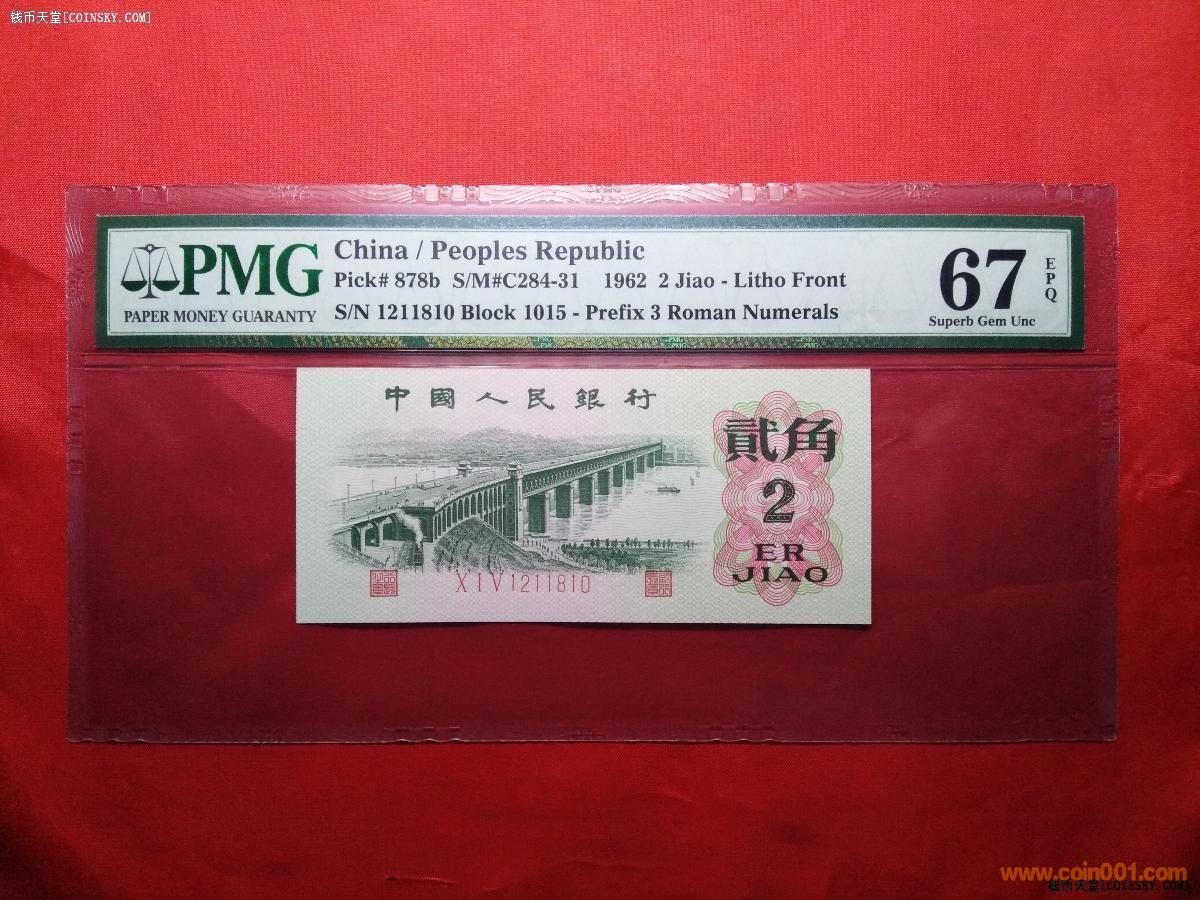 钱币天堂[COINSKY.COM]
PMG
PAPER MONEY GUARANTY
China / Peoples Republic
Pick# 878b S/M#C284-31 1962 2 Jiao - Litho Front
S/N 1211810 Block 1015 - Prefix 3 Roman Numerals
67
EPQ
Superb Gem Unc
中國人民銀行
貳角
2
ER
JIAO
XIV1211810
www.coin001.com
钱币天堂[COINSKY.COM]